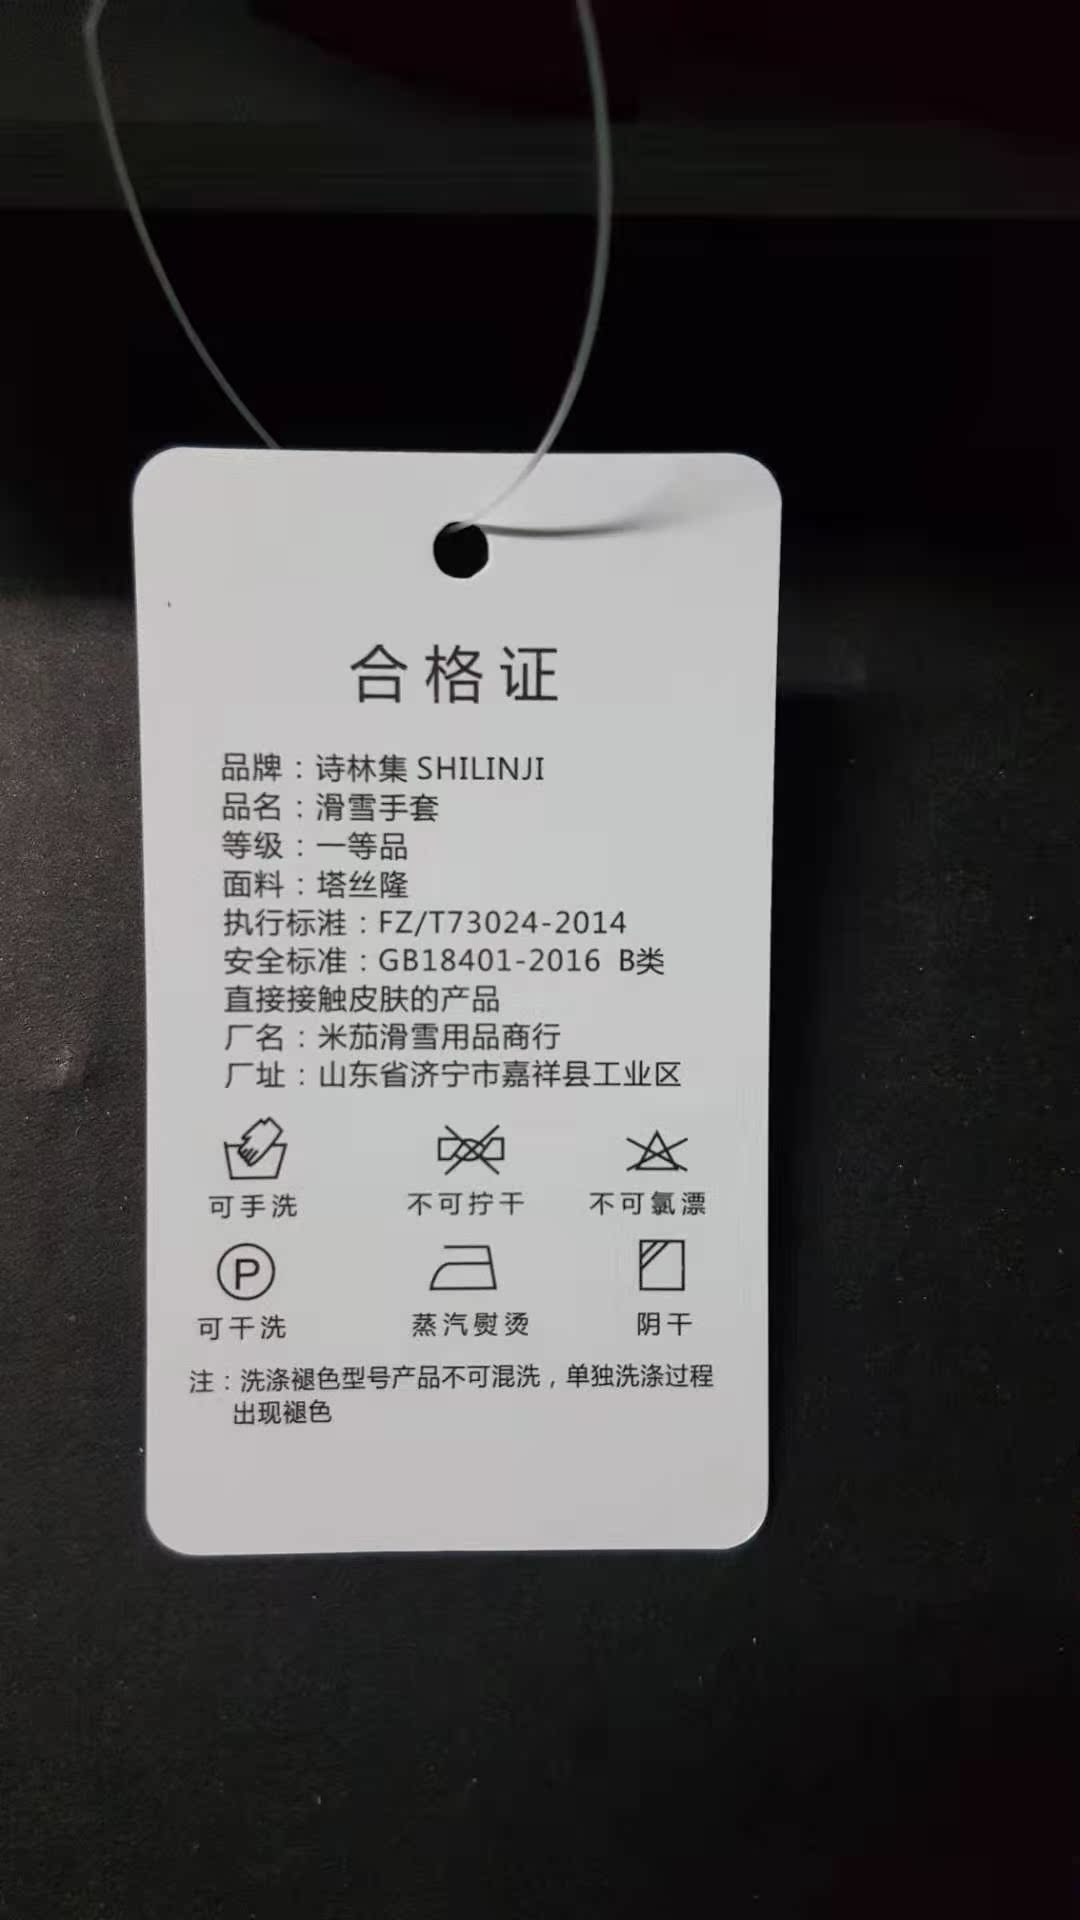 合格证
品牌：诗林集 SHILINJI
品名：滑雪手套
等级：一等品
面料：塔丝隆
执行标准：FZ/T73024-2014
安全标准：GB18401-2016 B类
直接接触皮肤的产品
厂名：米茄滑雪用品商行
厂址：山东省济宁市嘉祥县工业区
可手洗 不可拧干 不可氯漂
P
可干洗 蒸汽熨烫 阴干
注：洗涤褪色型号产品不可混洗，单独洗涤过程
出现褪色